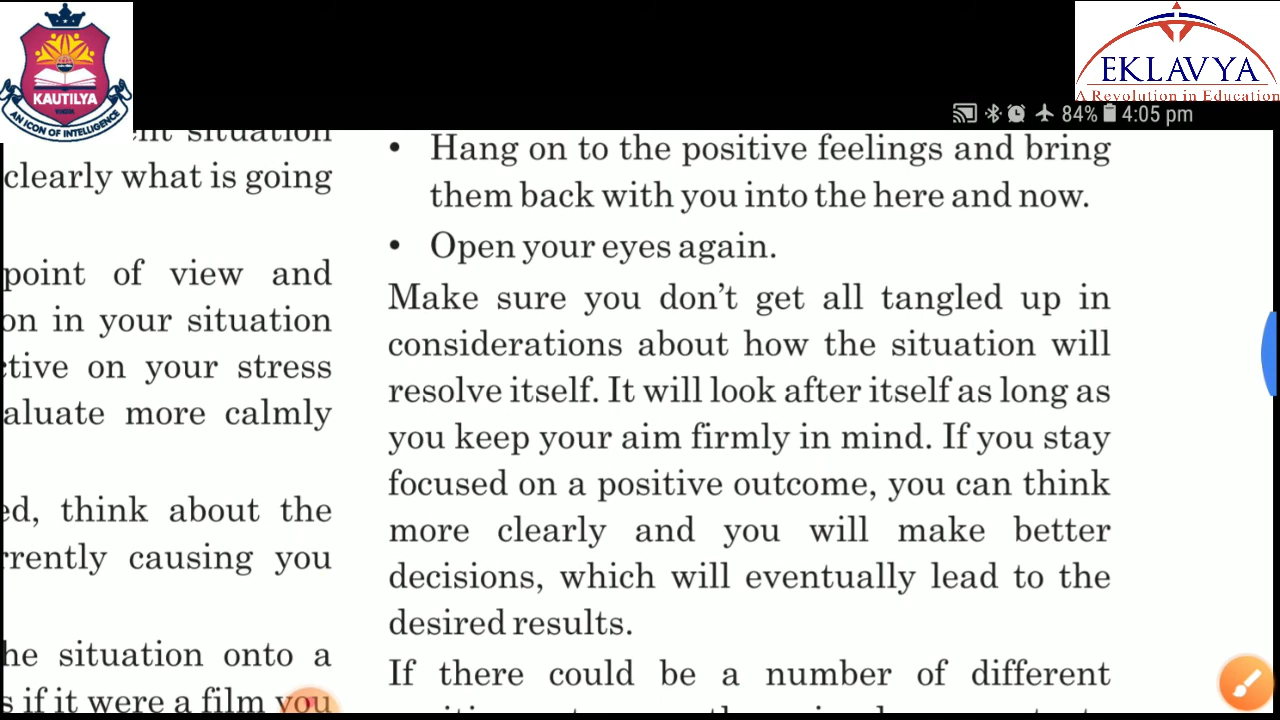 KAUTILYA
AN ICON OF INTELLIGENCE
EKLAVYA
A Revolution in Education
84% 4:05 pm
situation
clearly what is going
point of view and
on in your situation
tive on your stress
aluate more calmly
ed, think about the
rrently causing you
he situation onto a
s if it were a film you
• Hang on to the positive feelings and bring
them back with you into the here and now.
• Open your eyes again.
Make sure you don't get all tangled up in
considerations about how the situation will
resolve itself. It will look after itself as long as
you keep your aim firmly in mind. If you stay
focused on a positive outcome, you can think
more clearly and you will make better
decisions, which will eventually lead to the
desired results.
If there could be a number of different